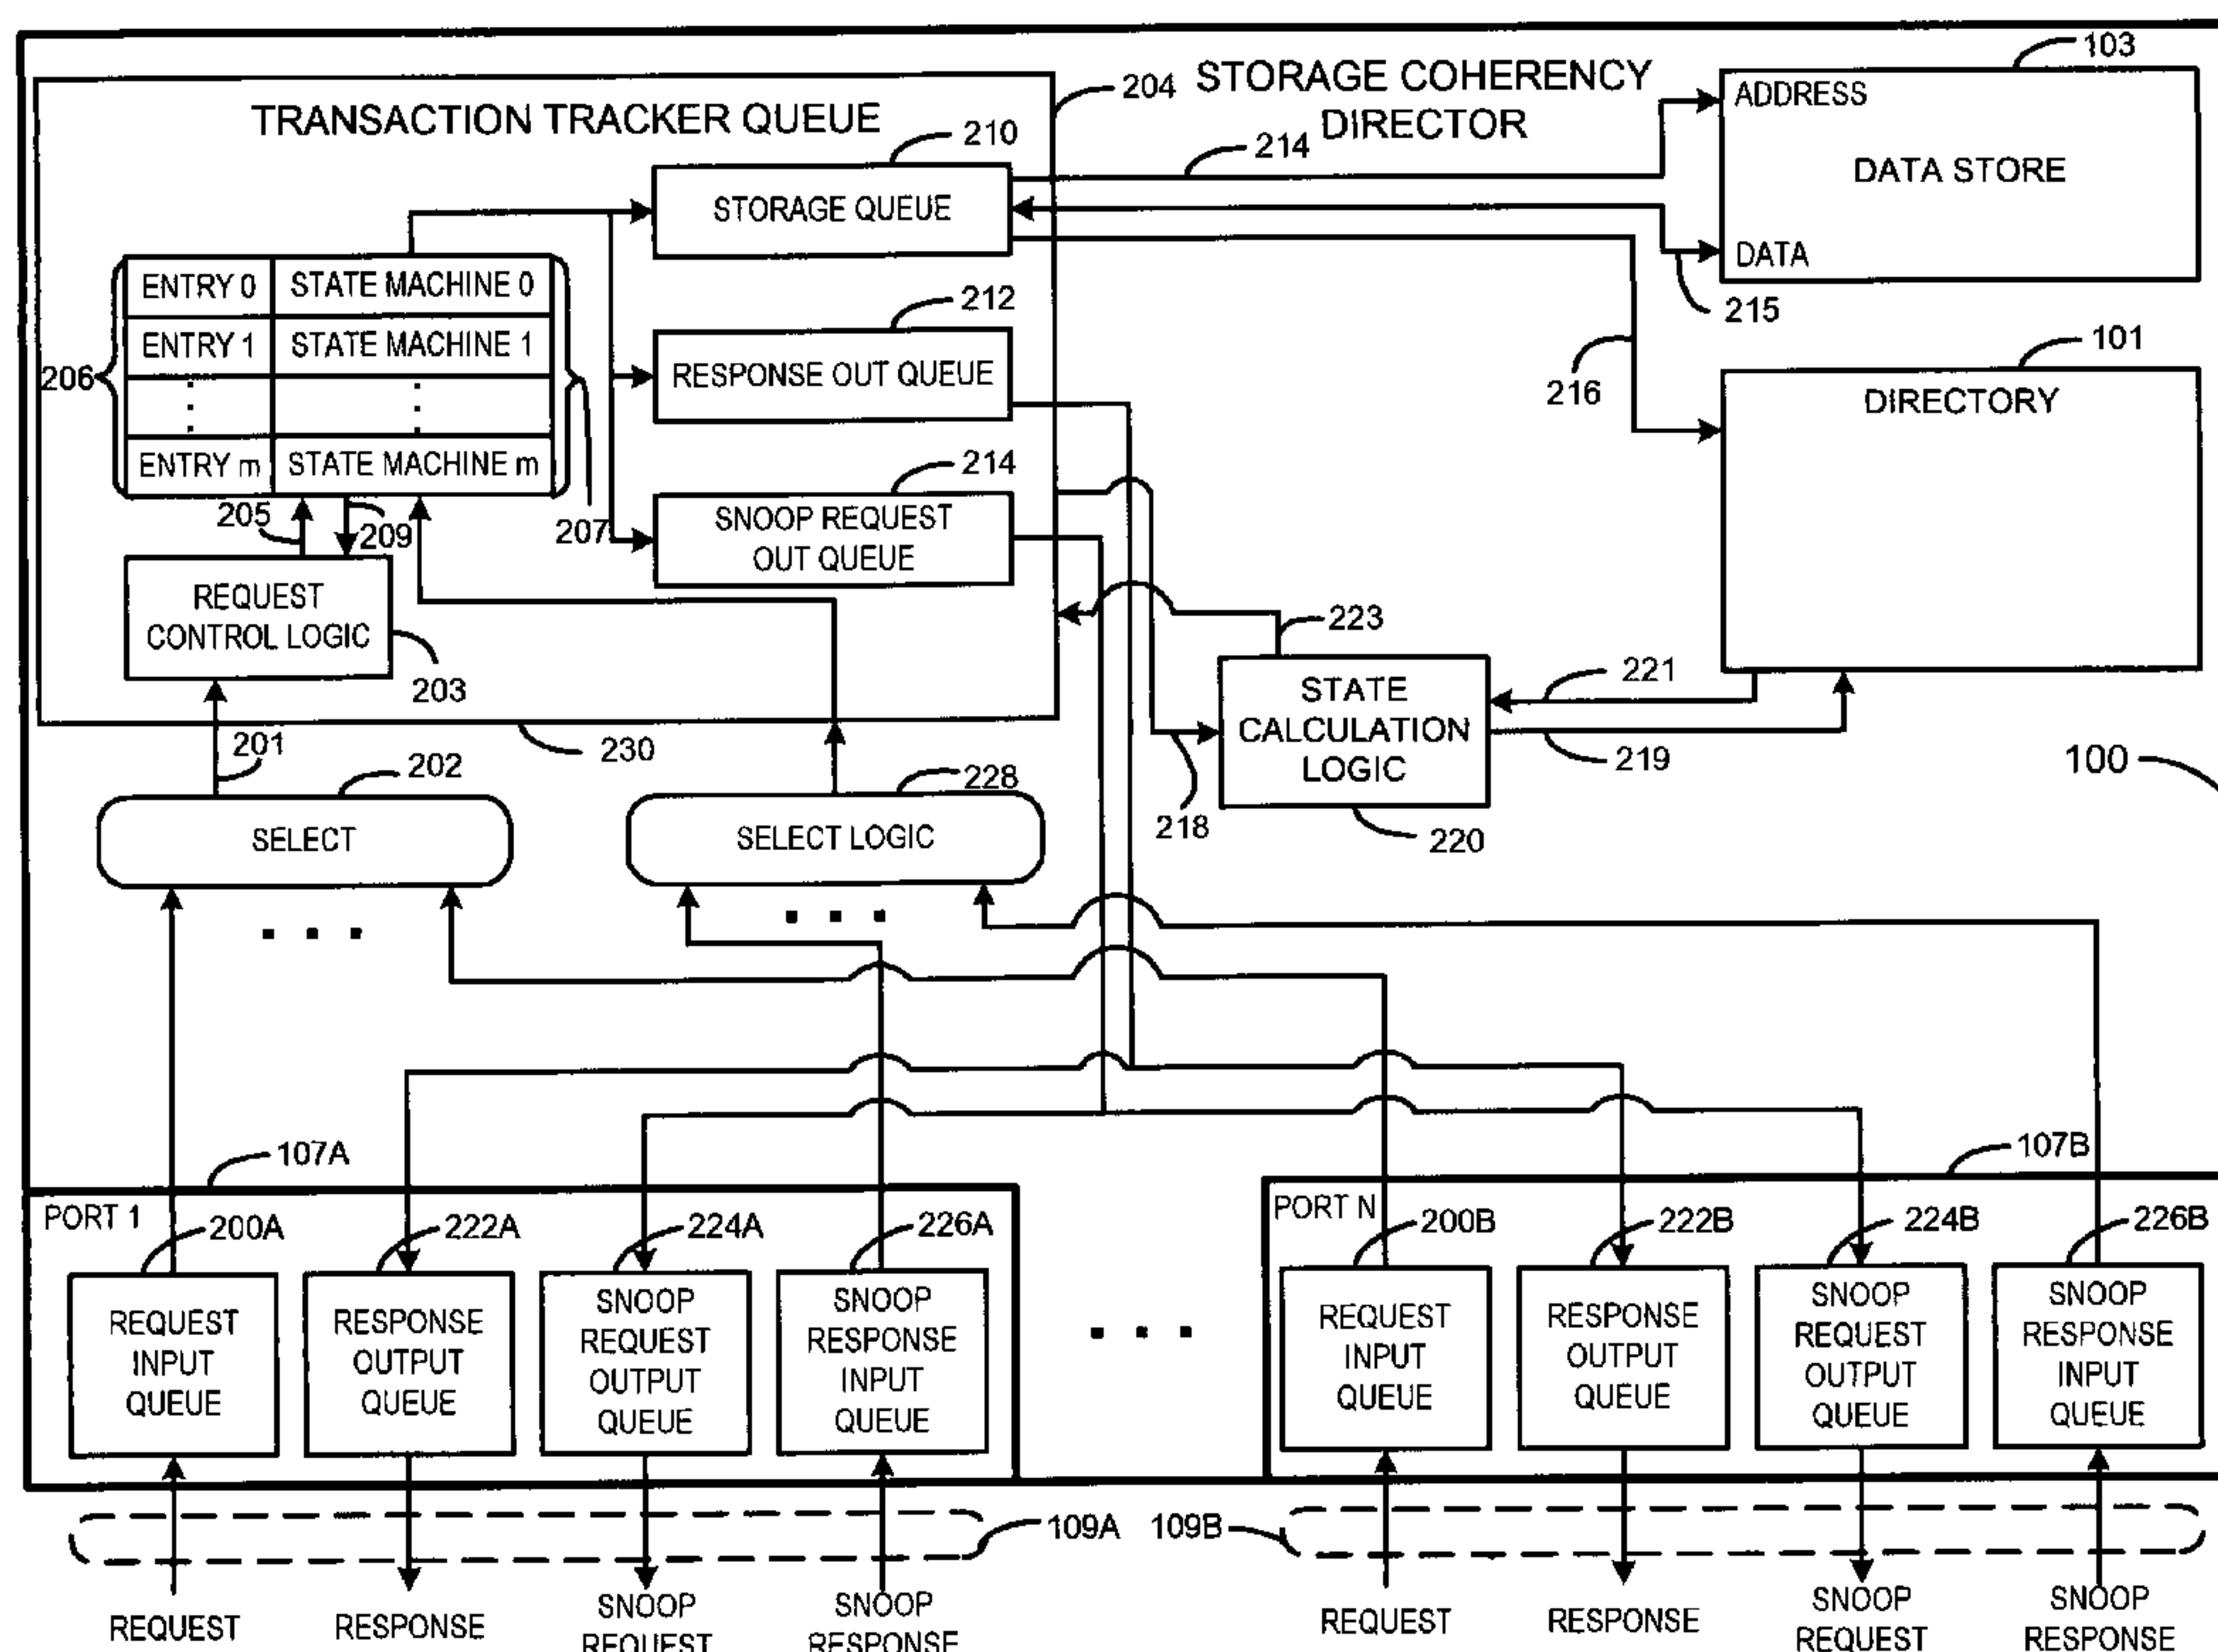 103
STORAGE COHERENCY
DIRECTOR
204
ADDRESS
DATA STORE
DATA
TRANSACTION TRACKER QUEUE
210
214
STORAGE QUEUE
215
ENTRY 0 STATE MACHINE 0
ENTRY 1 STATE MACHINE 1
ENTRY m STATE MACHINE m
206
207
212
RESPONSE OUT QUEUE
216
101
DIRECTORY
214
SNOOP REQUEST
OUT QUEUE
205
209
REQUEST
CONTROL LOGIC
203
223
221
STATE
CALCULATION
LOGIC
219
218
220
100
230
201
202
SELECT
228
SELECT LOGIC
107A
107B
PORT 1
200A
222A
224A
226A
REQUEST
INPUT
QUEUE
RESPONSE
OUTPUT
QUEUE
SNOOP
REQUEST
OUTPUT
QUEUE
SNOOP
RESPONSE
INPUT
QUEUE
PORT N
200B
222B
224B
226B
REQUEST
INPUT
QUEUE
RESPONSE
OUTPUT
QUEUE
SNOOP
REQUEST
OUTPUT
QUEUE
SNOOP
RESPONSE
INPUT
QUEUE
109A
109B
REQUEST
RESPONSE
SNOOP
REQUEST
SNOOP
RESPONSE
REQUEST
RESPONSE
SNOOP
REQUEST
SNOOP
RESPONSE